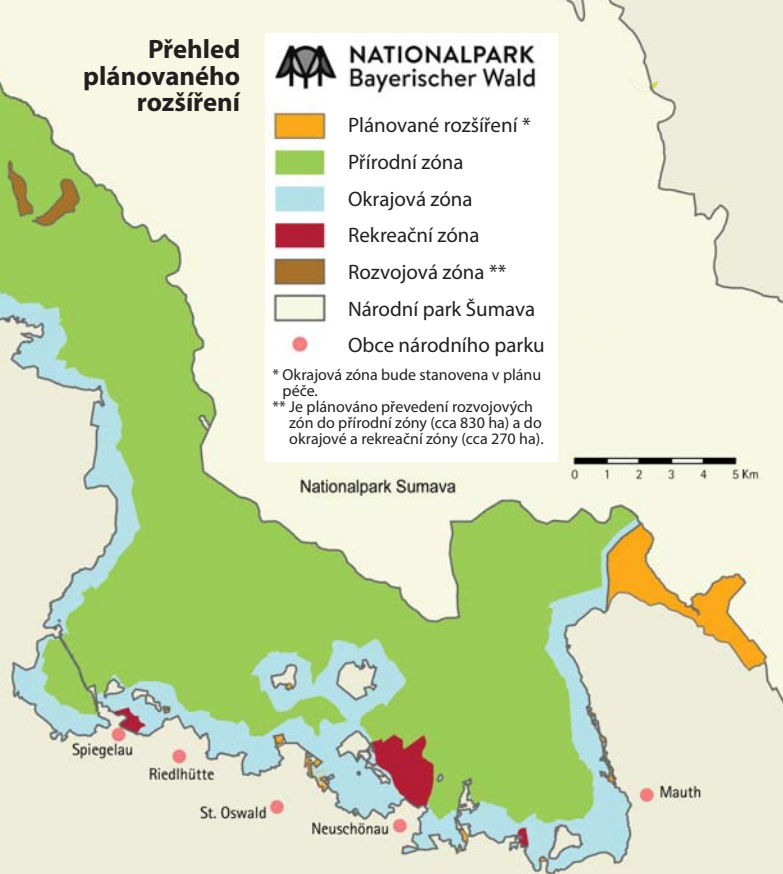 Přehled
plánovaného
rozšíření
NATIONALPARK
Bayerischer Wald
Plánované rozšíření *
Přírodní zóna
Okrajová zóna
Rekreační zóna
Rozvojová zóna **
Národní park Šumava
Obce národního parku
* Okrajová zóna bude stanovena v plánu
péče.
** Je plánováno převedení rozvojových
zón do přírodní zóny (cca 830 ha) a do
okrajové a rekreační zóny (cca 270 ha).
0 1 2 3 4 5 Km
Nationalpark Sumava
Spiegelau
Riedlhütte
St. Oswald
Neuschönau
Mauth